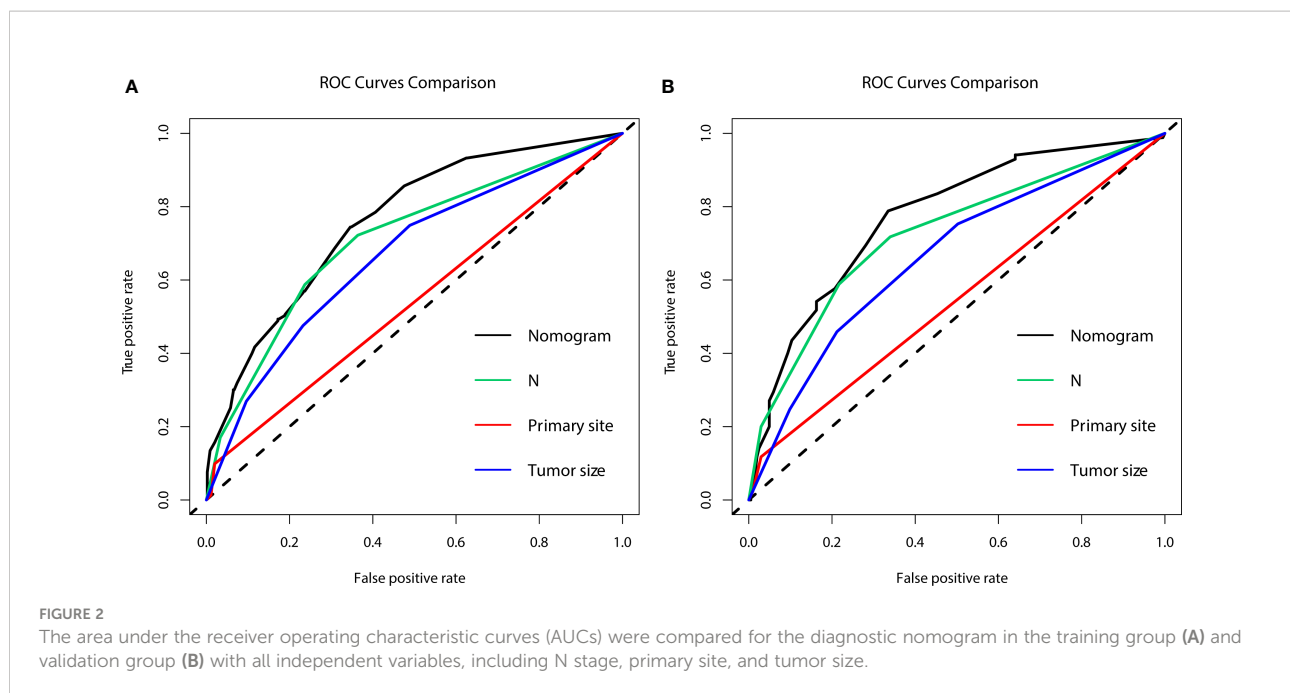 A
ROC Curves Comparison
True positive rate
0.0 0.2 0.4 0.6 0.8 1.0
Nomogram
N
Primary site
Tumor size
0.0 0.2 0.4 0.6 0.8 1.0
False positive rate
B
ROC Curves Comparison
True positive rate
0.0 0.2 0.4 0.6 0.8 1.0
Nomogram
N
Primary site
Tumor size
0.0 0.2 0.4 0.6 0.8 1.0
False positive rate
FIGURE 2
The area under the receiver operating characteristic curves (AUCs) were compared for the diagnostic nomogram in the training group (A) and
validation group (B) with all independent variables, including N stage, primary site, and tumor size.